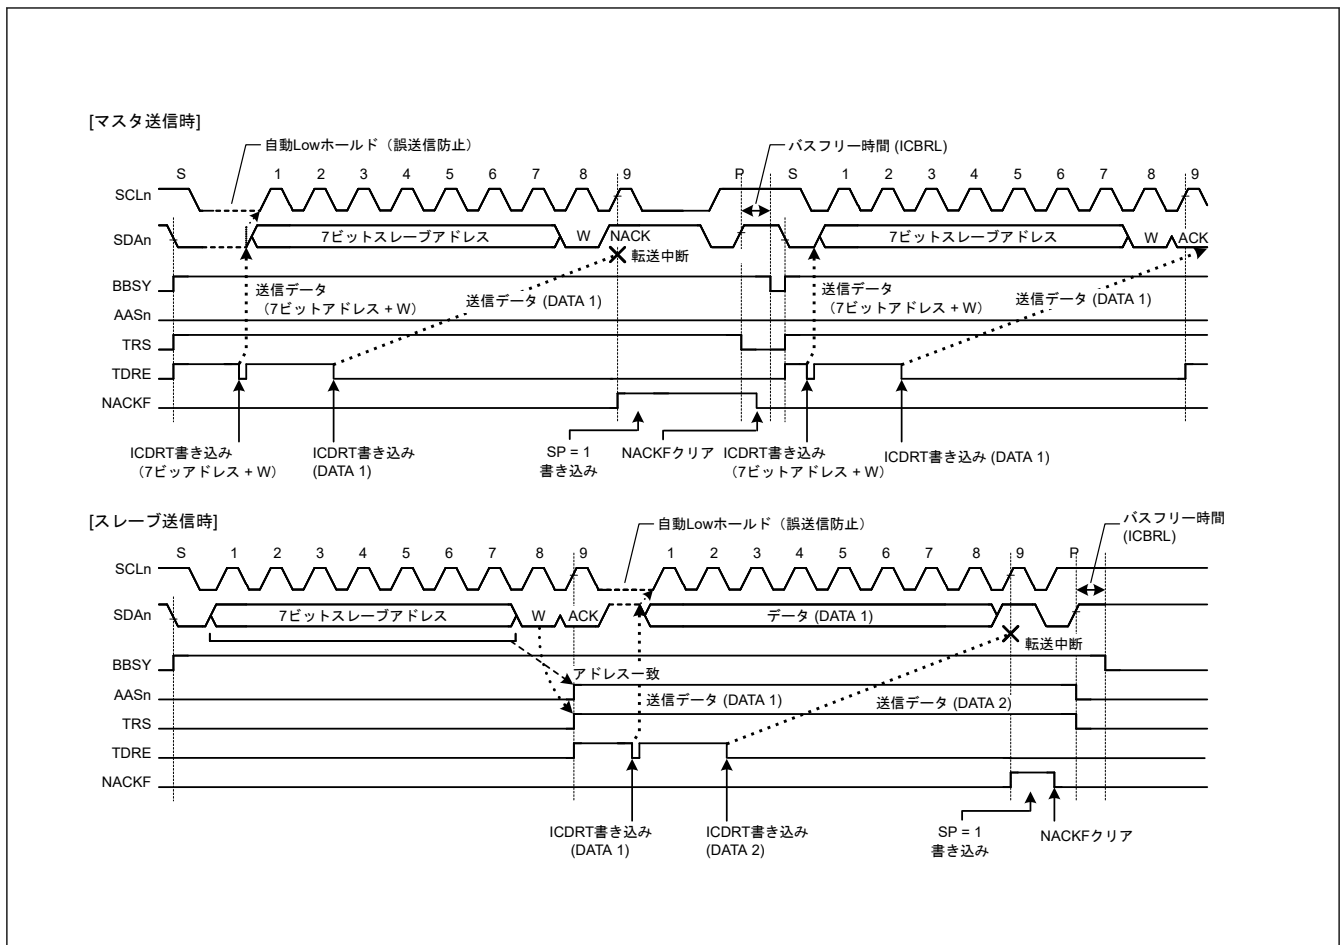 [マスタ送信時]
自動Lowホールド（誤送信防止）
バスフリー時間 (ICBRL)
S 1 2 3 4 5 6 7 8 9 P S 1 2 3 4 5 6 7 8 9
SCLn
SDAn 7ビットスレーブアドレス W NACK 7ビットスレーブアドレス W ACK
転送中断
BBSY
送信データ
（7ビットアドレス + W）
送信データ (DATA 1)
送信データ
（7ビットアドレス + W）
送信データ (DATA 1)
AASn
TRS
TDRE
NACKF
ICDRT書き込み
（7ビッアドレス + W）
ICDRT書き込み
(DATA 1)
SP = 1
書き込み
NACKFクリア
ICDRT書き込み
（7ビットアドレス + W）
ICDRT書き込み (DATA 1)
[スレーブ送信時]
自動Lowホールド（誤送信防止）
バスフリー時間
(ICBRL)
S 1 2 3 4 5 6 7 8 9 1 2 3 4 5 6 7 8 9 P
SCLn
SDAn 7ビットスレーブアドレス W ACK データ (DATA 1)
転送中断
BBSY
アドレス一致
AASn
送信データ (DATA 1)
送信データ (DATA 2)
TRS
TDRE
NACKF
ICDRT書き込み
(DATA 1)
ICDRT書き込み
(DATA 2)
SP = 1
書き込み
NACKFクリア